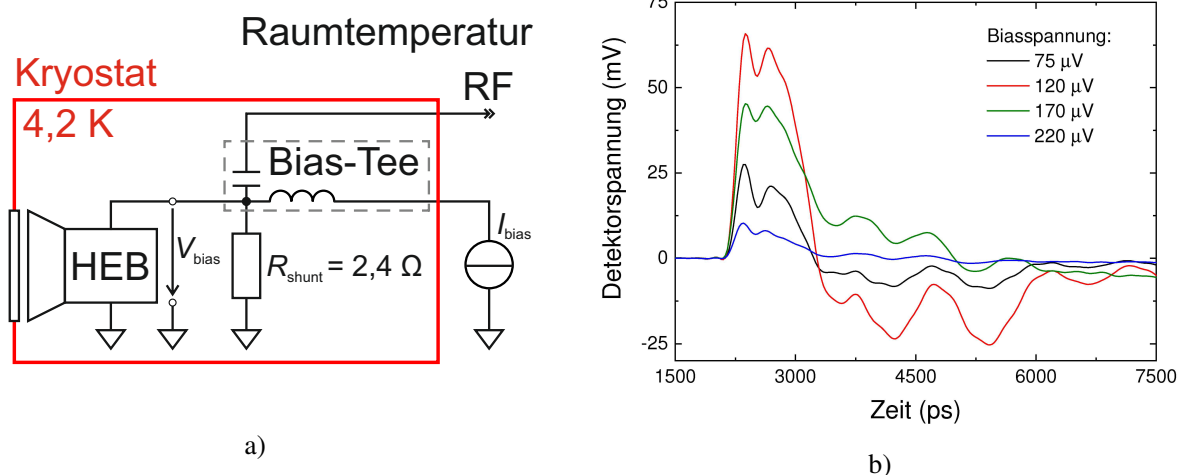 a)
Raumtemperatur
Kryostat
RF
4,2 K
Bias-Tee
HEB
V_bias
R_shunt = 2,4 Ω
I_bias
b)
Detektorspannung (mV)
75
50
25
0
-25
1500 3000 4500 6000 7500
Zeit (ps)
Biasspannung:
75 µV
120 µV
170 µV
220 µV
a)
b)